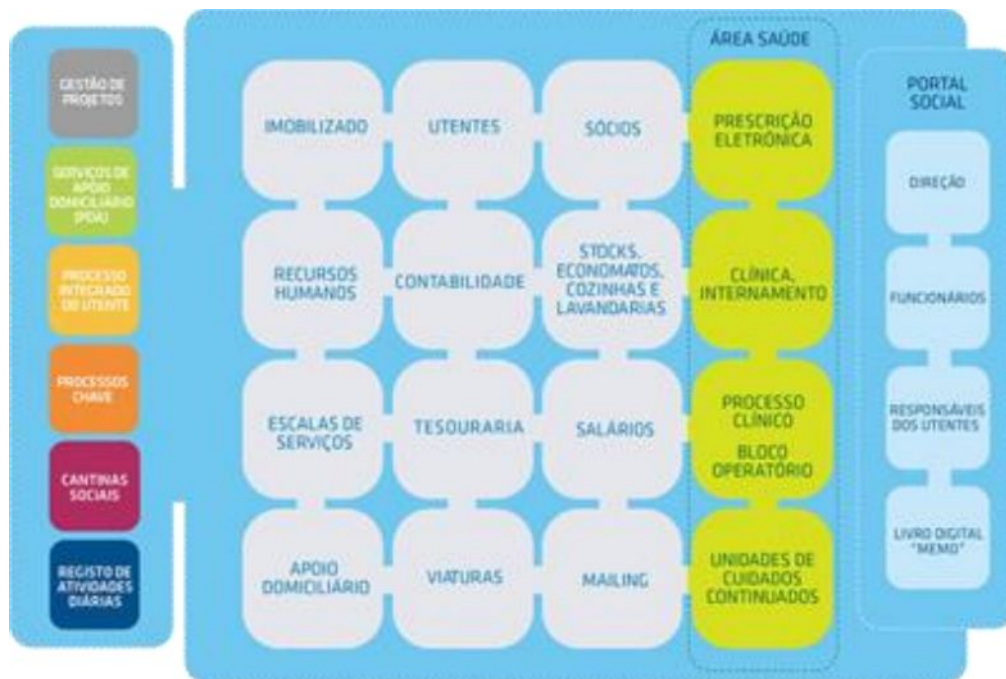 GESTÃO DE
PROJETOS
SERVIÇOS DE
APOIO
DOMICILIÁRIO
(PDA)
PROCESSO
INTEGRADO
DO UTENTE
PROCESSOS
CHAVE
CANTINAS
SOCIAIS
REGISTO DE
ATIVIDADES
DIÁRIAS
IMOBILIZADO
UTENTES
SÓCIOS
RECURSOS
HUMANOS
CONTABILIDADE
STOCKS,
ECONOMATOS,
COZINHAS E
LAVANDARIAS
ESCALAS DE
SERVIÇOS
TESOURARIA
SALÁRIOS
APOIO
DOMICILIÁRIO
VIATURAS
MAILING
ÁREA SAÚDE
PRESCRIÇÃO
ELETRÓNICA
CLÍNICA,
INTERNAMENTO
PROCESSO
CLÍNICO
BLOCO
OPERATÓRIO
UNIDADES DE
CUIDADOS
CONTINUADOS
PORTAL
SOCIAL
DIREÇÃO
FUNCIONÁRIOS
RESPONSÁVEIS
DOS UTENTES
LIVRO DIGITAL
"MEMO"